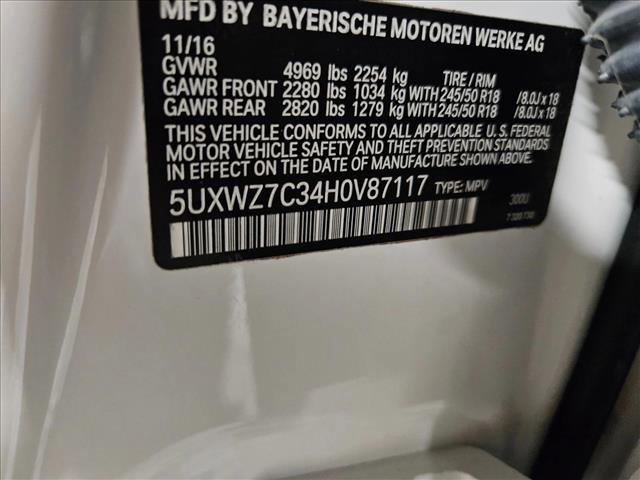 MFD BY BAYERISCHE MOTOREN WERKE AG
11/16
GVWR 4969 lbs 2254 kg TIRE / RIM
GAWR FRONT 2280 lbs 1034 kg WITH 245/50 R18 /8.0J x 18
GAWR REAR 2820 lbs 1279 kg WITH 245/50 R18 /8.0J x 18
THIS VEHICLE CONFORMS TO ALL APPLICABLE U.S. FEDERAL
MOTOR VEHICLE SAFETY AND THEFT PREVENTION STANDARDS
IN EFFECT ON THE DATE OF MANUFACTURE SHOWN ABOVE.
5UXWZ7C34H0V87117 TYPE: MPV
300U